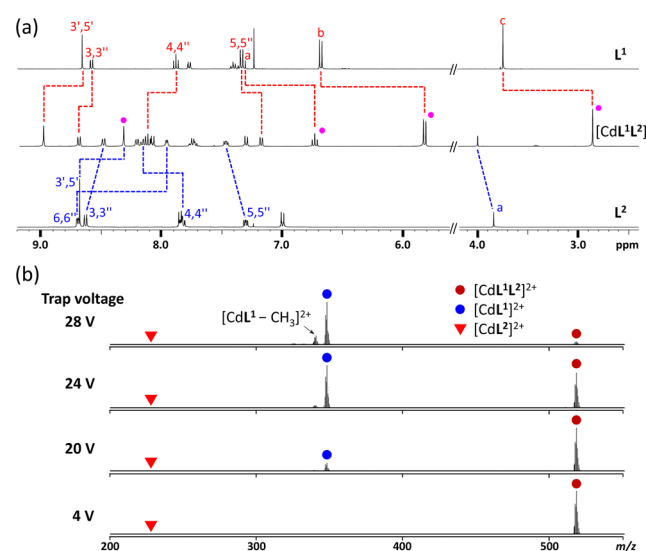 (a)
3',5'
3,3''
4,4''
5,5''
a
b
c
L1
[CdL1L2]
3',5'
6,6''
3,3''
4,4''
5,5''
a
L2
9.0 8.0 7.0 6.0 4.0 3.0 ppm
(b)
Trap voltage
[CdL1 – CH3]2+
[CdL1L2]2+
[CdL1]2+
[CdL2]2+
28 V
24 V
20 V
4 V
200 300 400 500 m/z